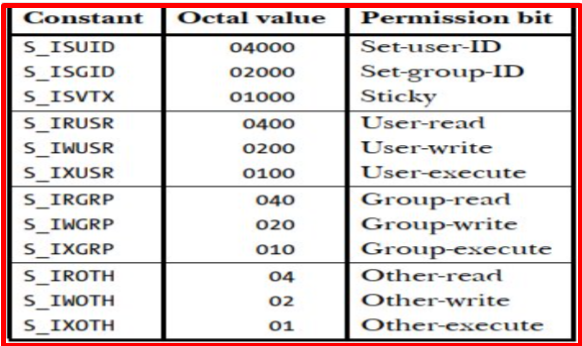 Constant Octal value Permission bit
S_ISUID 04000 Set-user-ID
S_ISGID 02000 Set-group-ID
S_ISVTX 01000 Sticky
S_IRUSR 0400 User-read
S_IWUSR 0200 User-write
S_IXUSR 0100 User-execute
S_IRGRP 040 Group-read
S_IWGRP 020 Group-write
S_IXGRP 010 Group-execute
S_IROTH 04 Other-read
S_IWOTH 02 Other-write
S_IXOTH 01 Other-execute